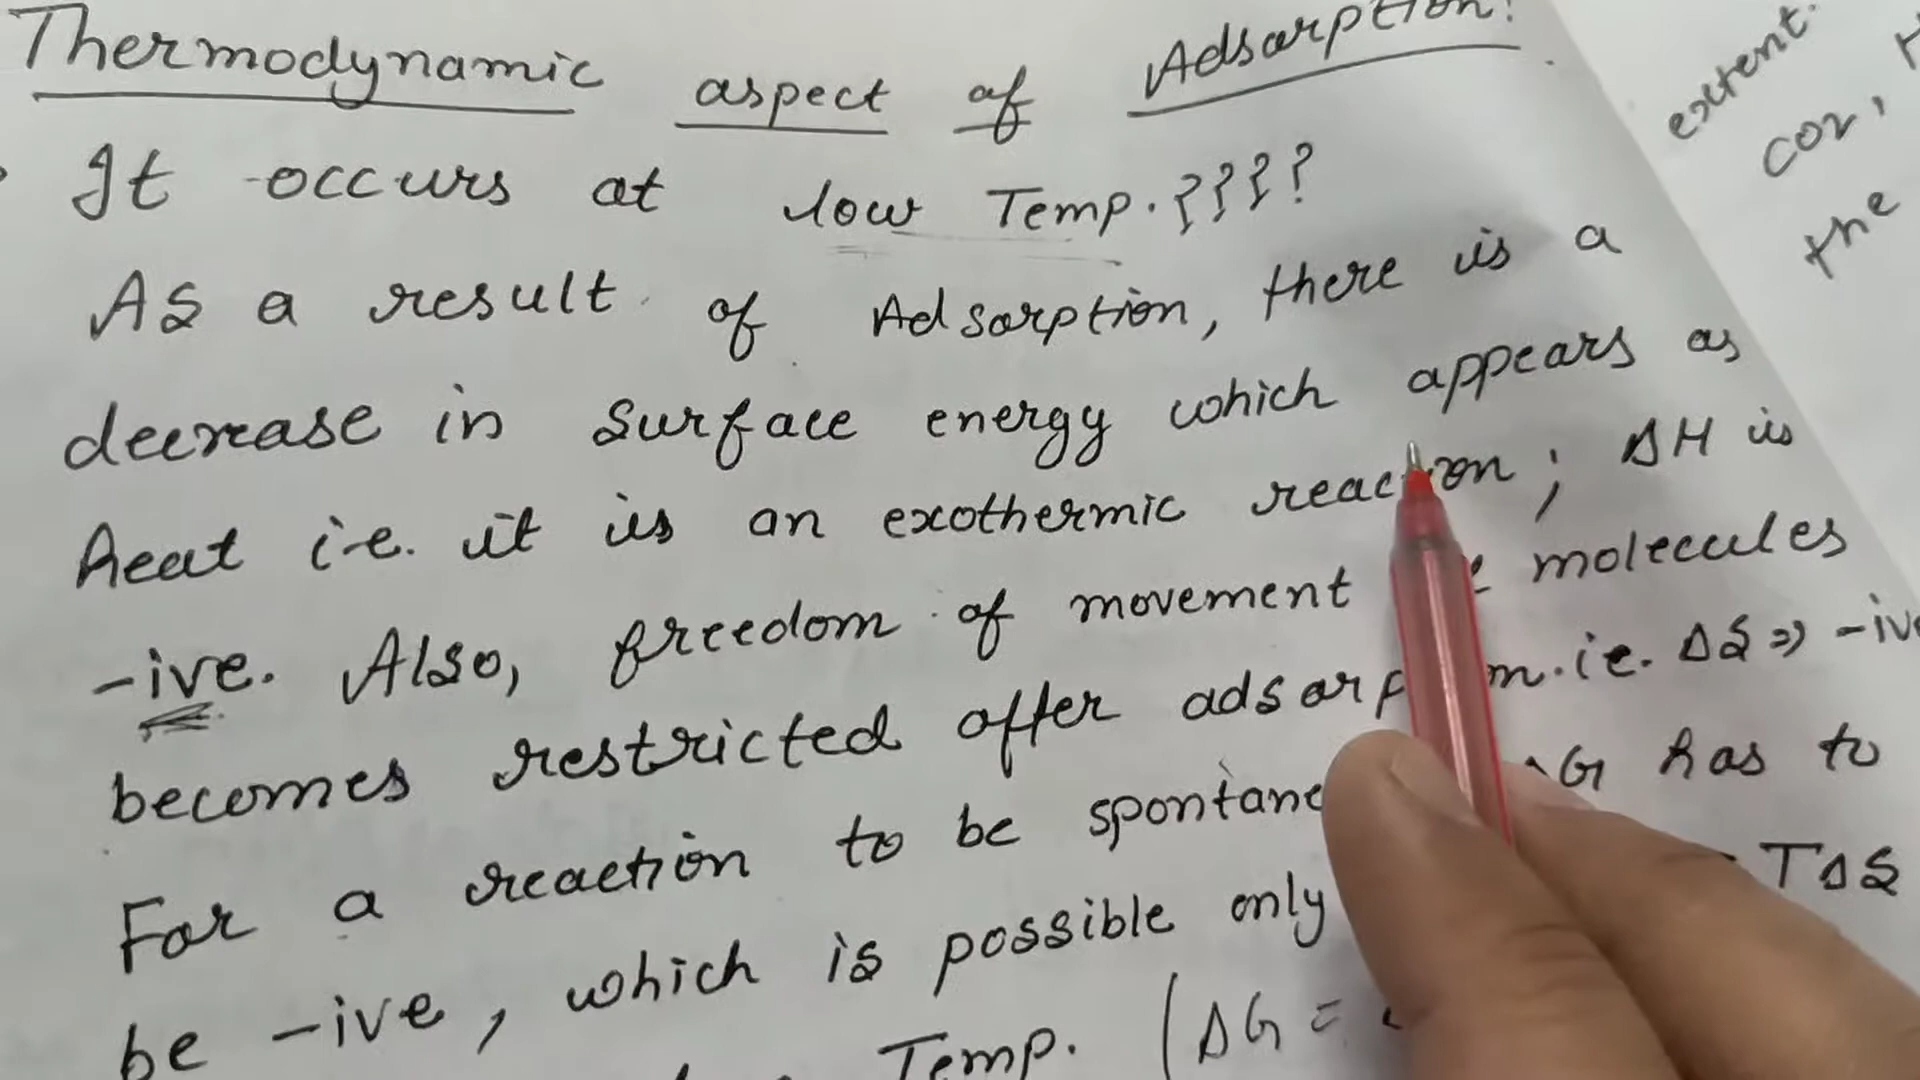 Thermodynamic aspect of Adsorption:
It occurs at low Temp.????
As a result of Adsorption, there is a
decrease in surface energy which appears as
heat i.e. it is an exothermic reaction; ΔH is
-ive. Also, freedom of movement molecules
becomes restricted after adsorp m. i.e. ΔS ⇒ -ive
For a reaction to be spontane ΔG has to
be -ive, which is possible only - TΔS
Temp. (ΔG =
extent.
CO2,
the